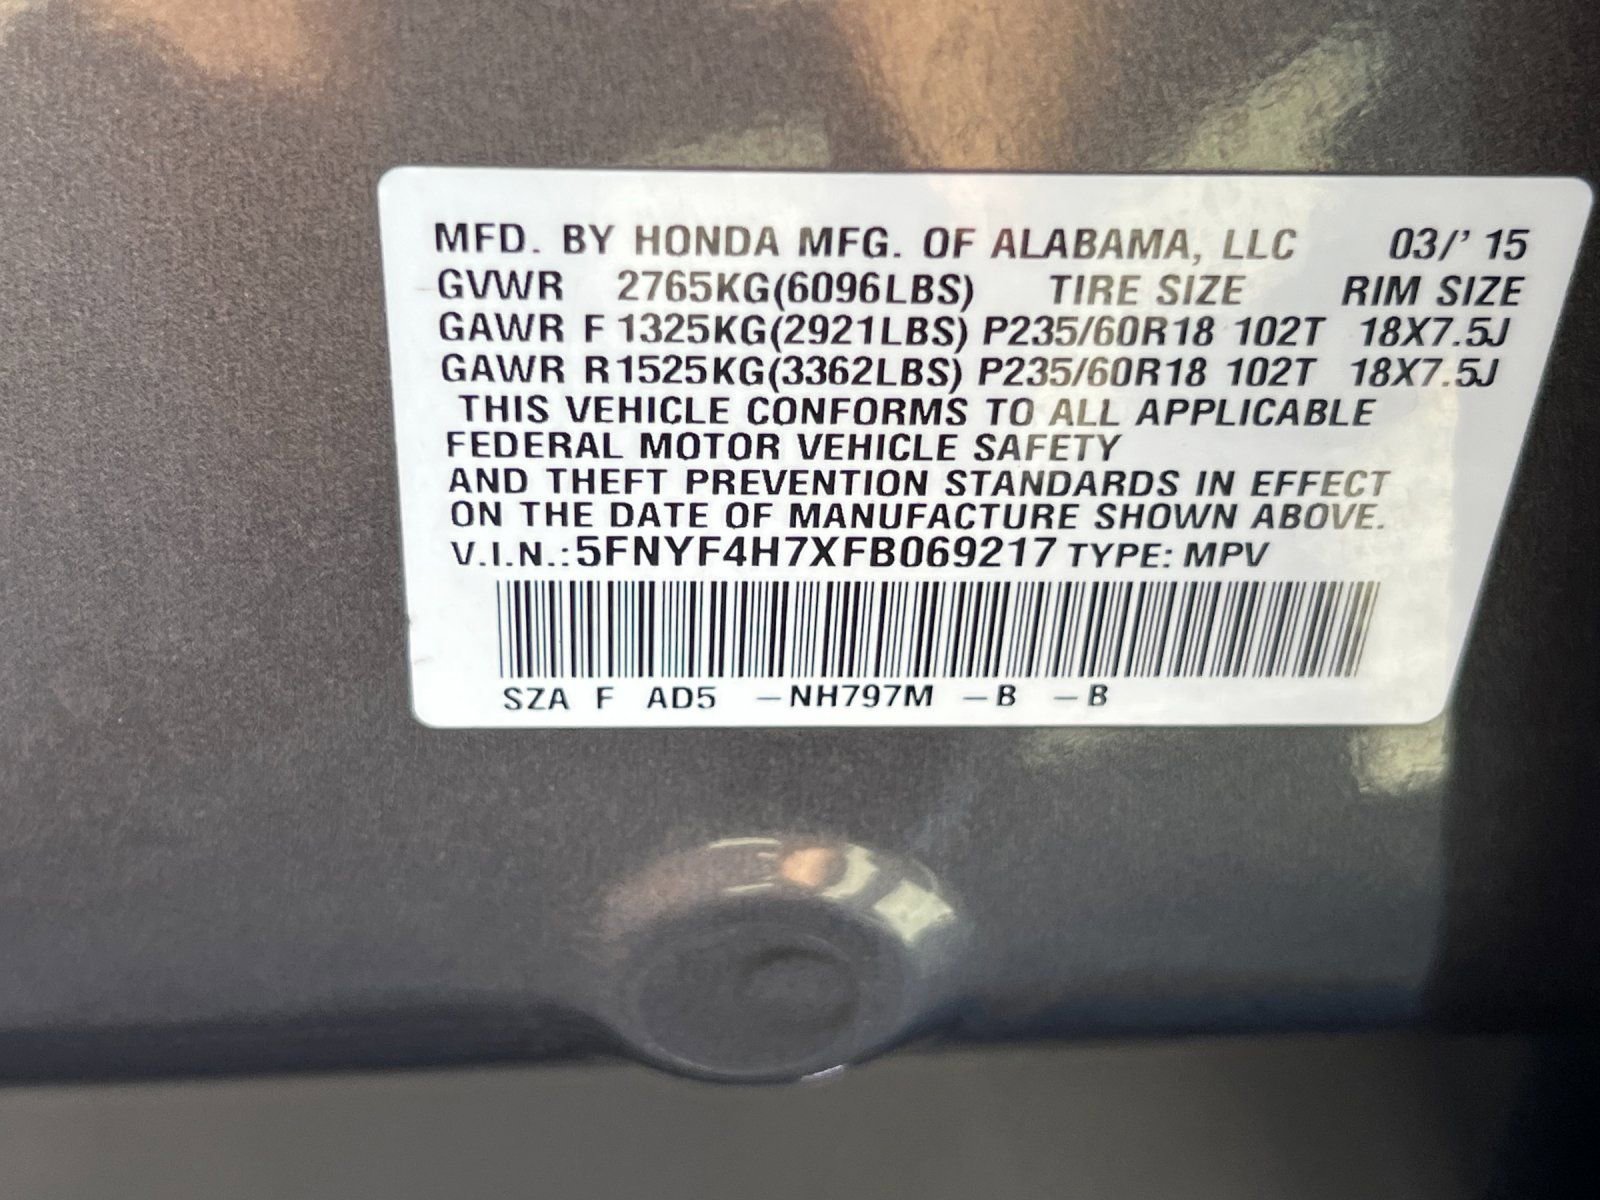 MFD. BY HONDA MFG. OF ALABAMA, LLC 03/' 15
GVWR 2765KG(6096LBS) TIRE SIZE RIM SIZE
GAWR F 1325KG(2921LBS) P235/60R18 102T 18X7.5J
GAWR R 1525KG(3362LBS) P235/60R18 102T 18X7.5J
THIS VEHICLE CONFORMS TO ALL APPLICABLE
FEDERAL MOTOR VEHICLE SAFETY
AND THEFT PREVENTION STANDARDS IN EFFECT
ON THE DATE OF MANUFACTURE SHOWN ABOVE.
V.I.N.: 5FNYF4H7XFB069217 TYPE: MPV
SZA F AD5 –NH797M –B –B